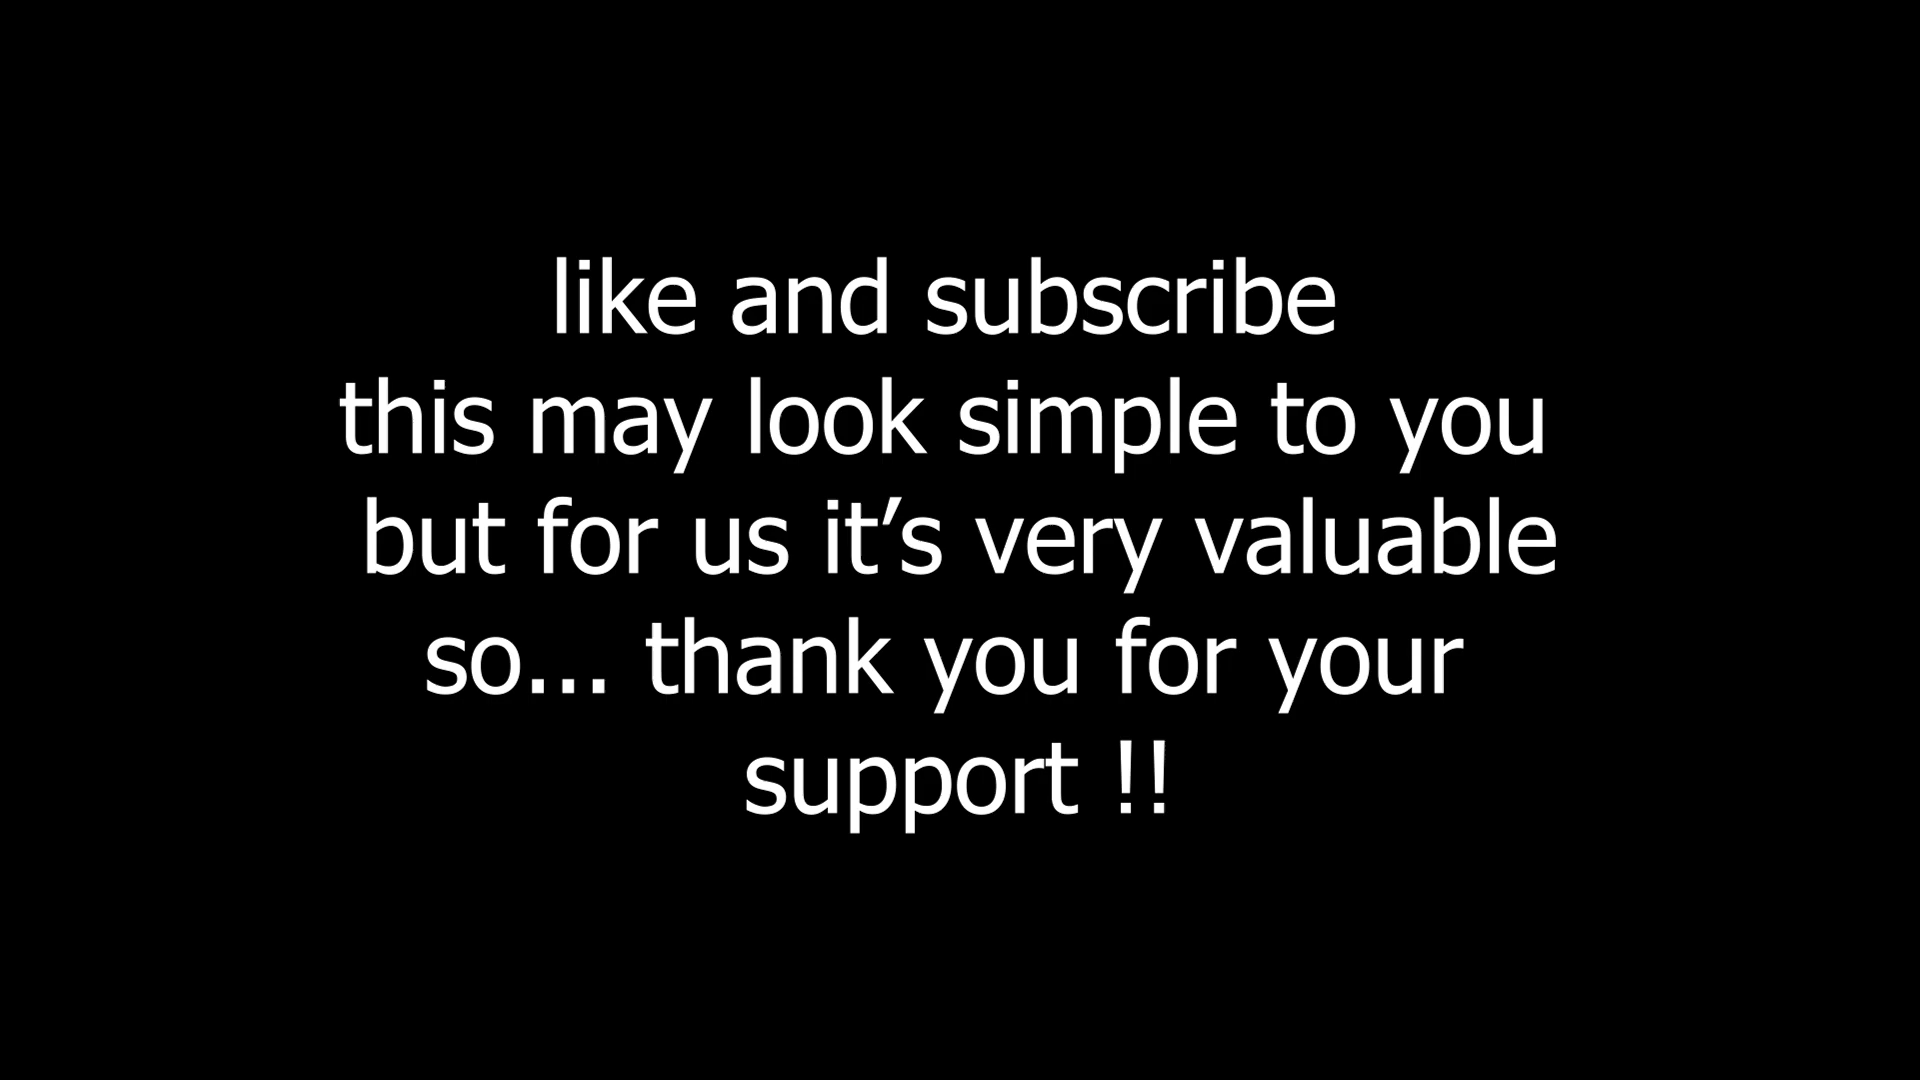 like and subscribe
this may look simple to you
but for us it’s very valuable
so... thank you for your
support !!